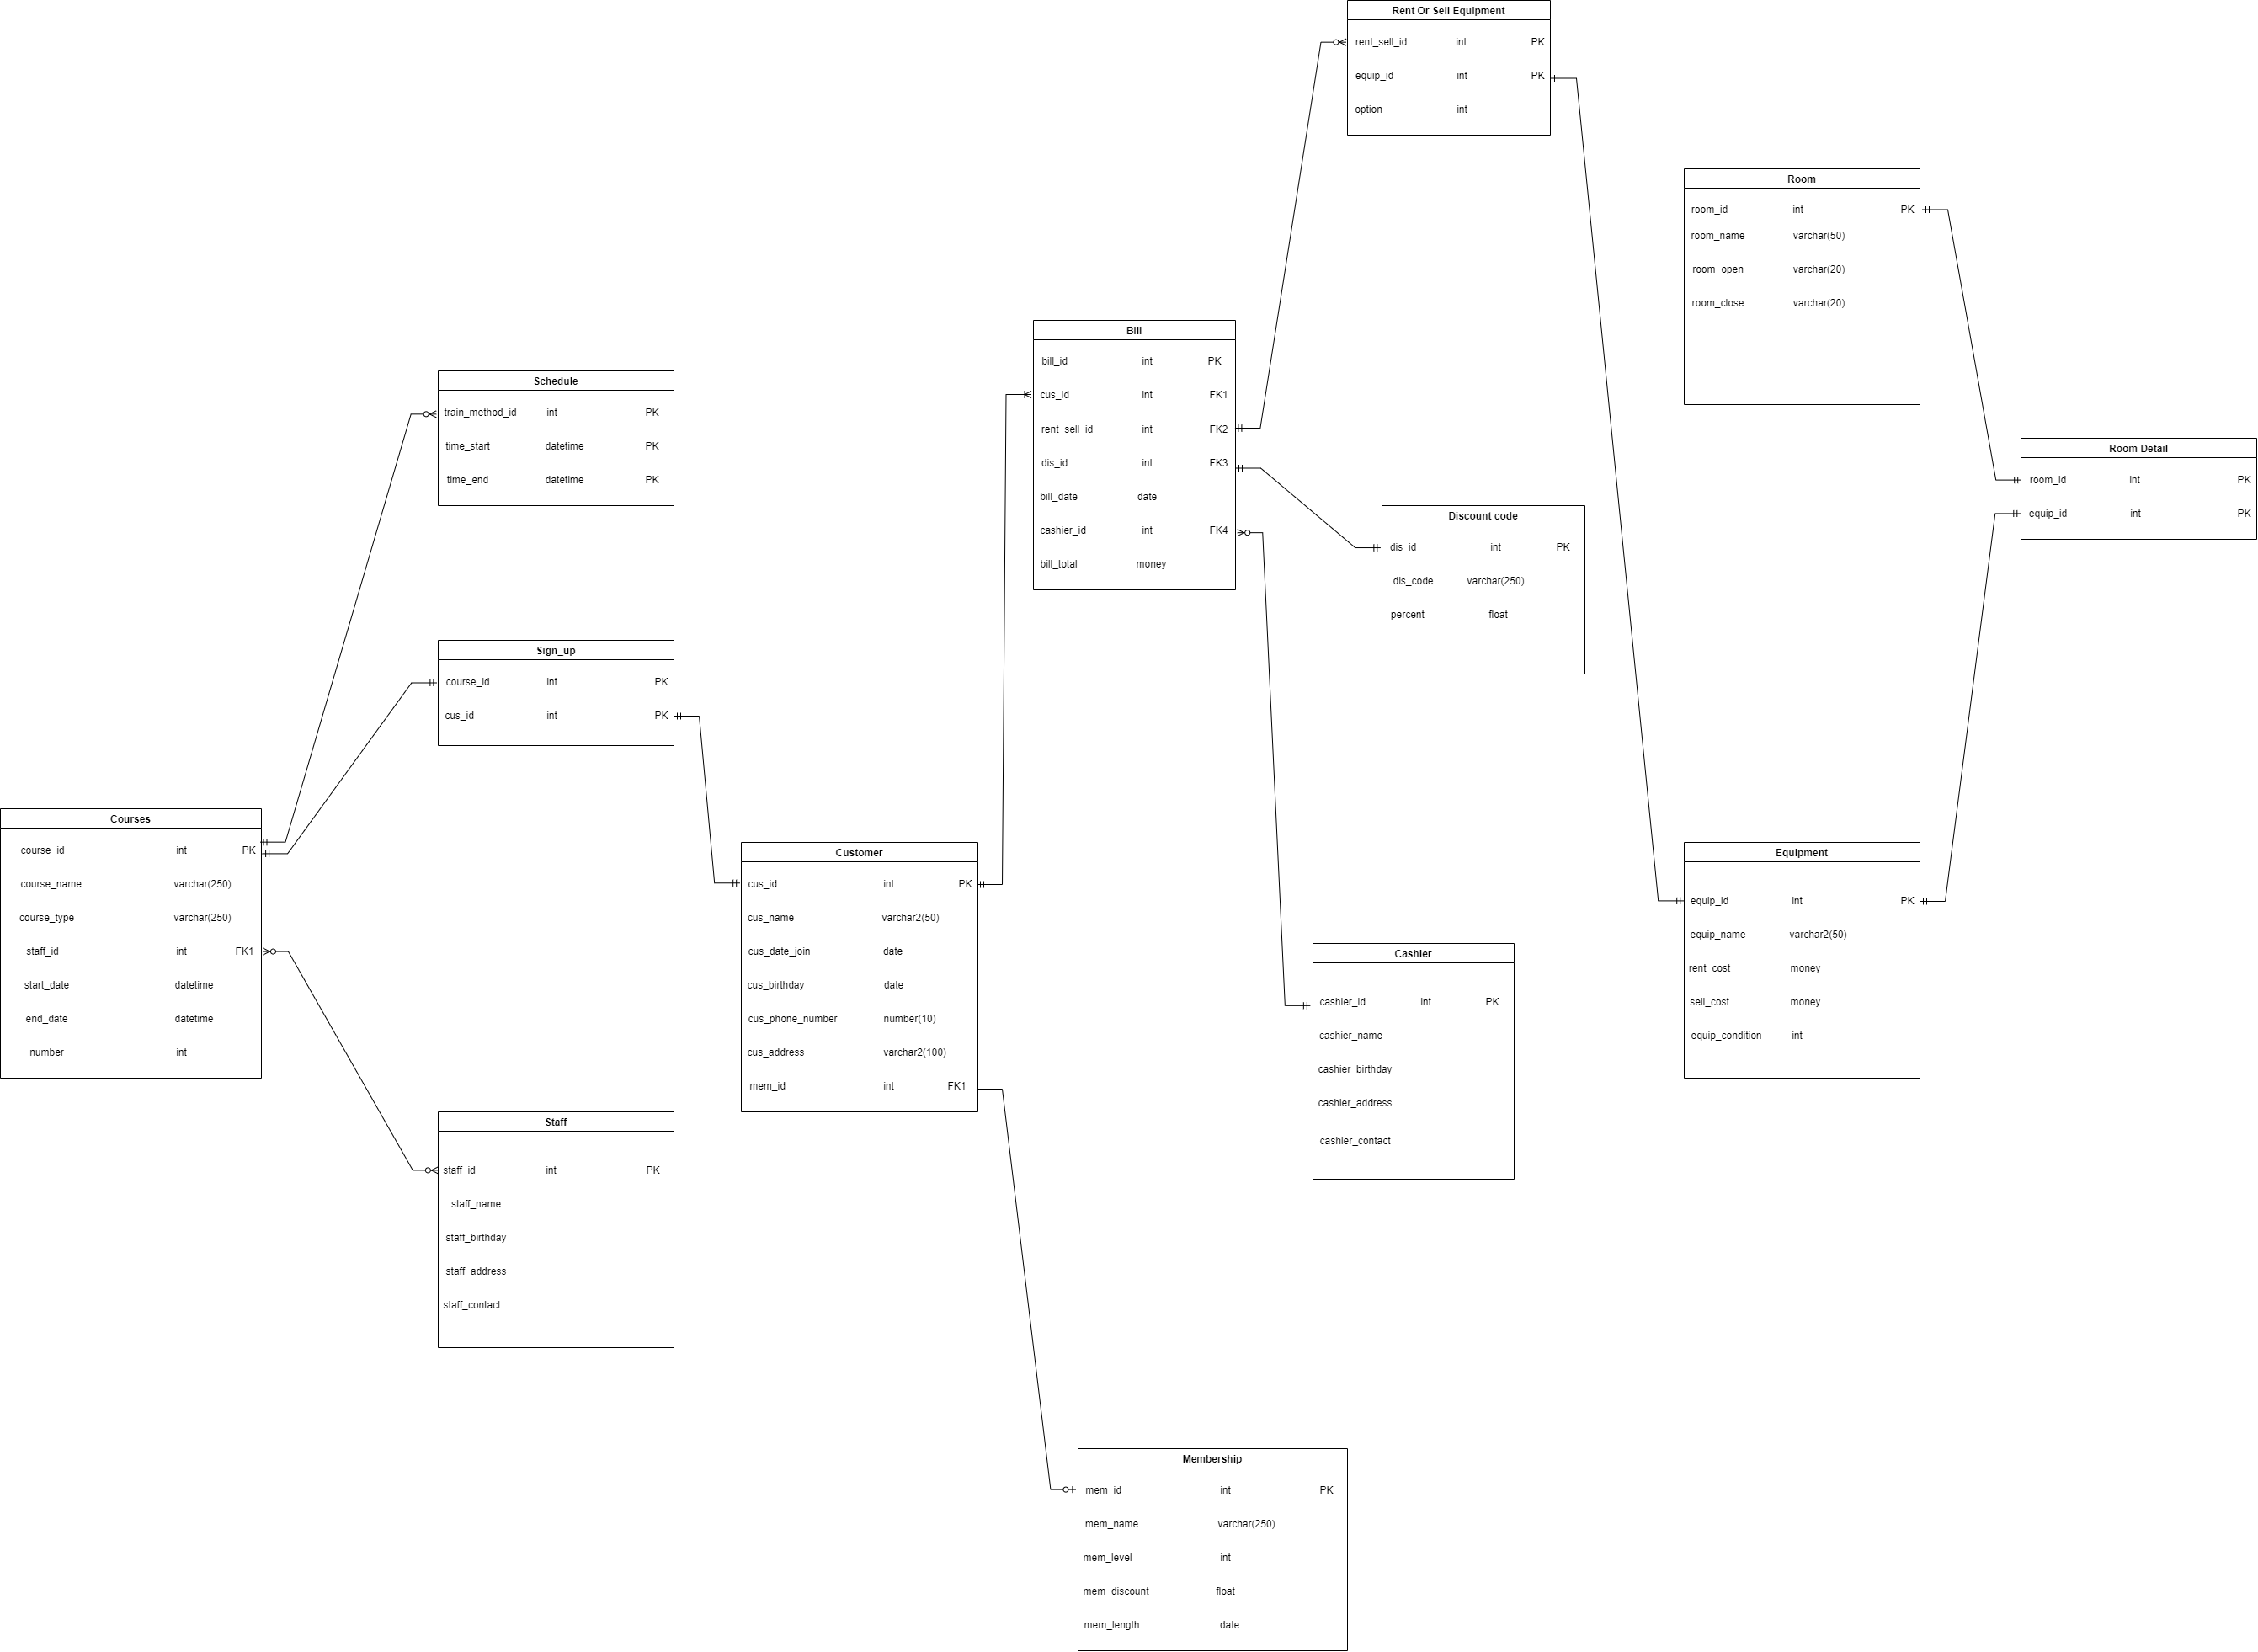 Rent Or Sell Equipment
rent_sell_id int PK
equip_id int PK
option int
Room
room_id int PK
room_name varchar(50)
room_open varchar(20)
room_close varchar(20)
Bill
bill_id int PK
cus_id int FK1
rent_sell_id int FK2
dis_id int FK3
bill_date date
cashier_id int FK4
bill_total money
Schedule
train_method_id int PK
time_start datetime PK
time_end datetime PK
Room Detail
room_id int PK
equip_id int PK
Discount code
dis_id int PK
dis_code varchar(250)
percent float
Sign_up
course_id int PK
cus_id int PK
Courses
course_id int PK
course_name varchar(250)
course_type varchar(250)
staff_id int FK1
start_date datetime
end_date datetime
number int
Customer
cus_id int PK
cus_name varchar2(50)
cus_date_join date
cus_birthday date
cus_phone_number number(10)
cus_address varchar2(100)
mem_id int FK1
Equipment
equip_id int PK
equip_name varchar2(50)
rent_cost money
sell_cost money
equip_condition int
Cashier
cashier_id int PK
cashier_name
cashier_birthday
cashier_address
cashier_contact
Staff
staff_id int PK
staff_name
staff_birthday
staff_address
staff_contact
Membership
mem_id int PK
mem_name varchar(250)
mem_level int
mem_discount float
mem_length date